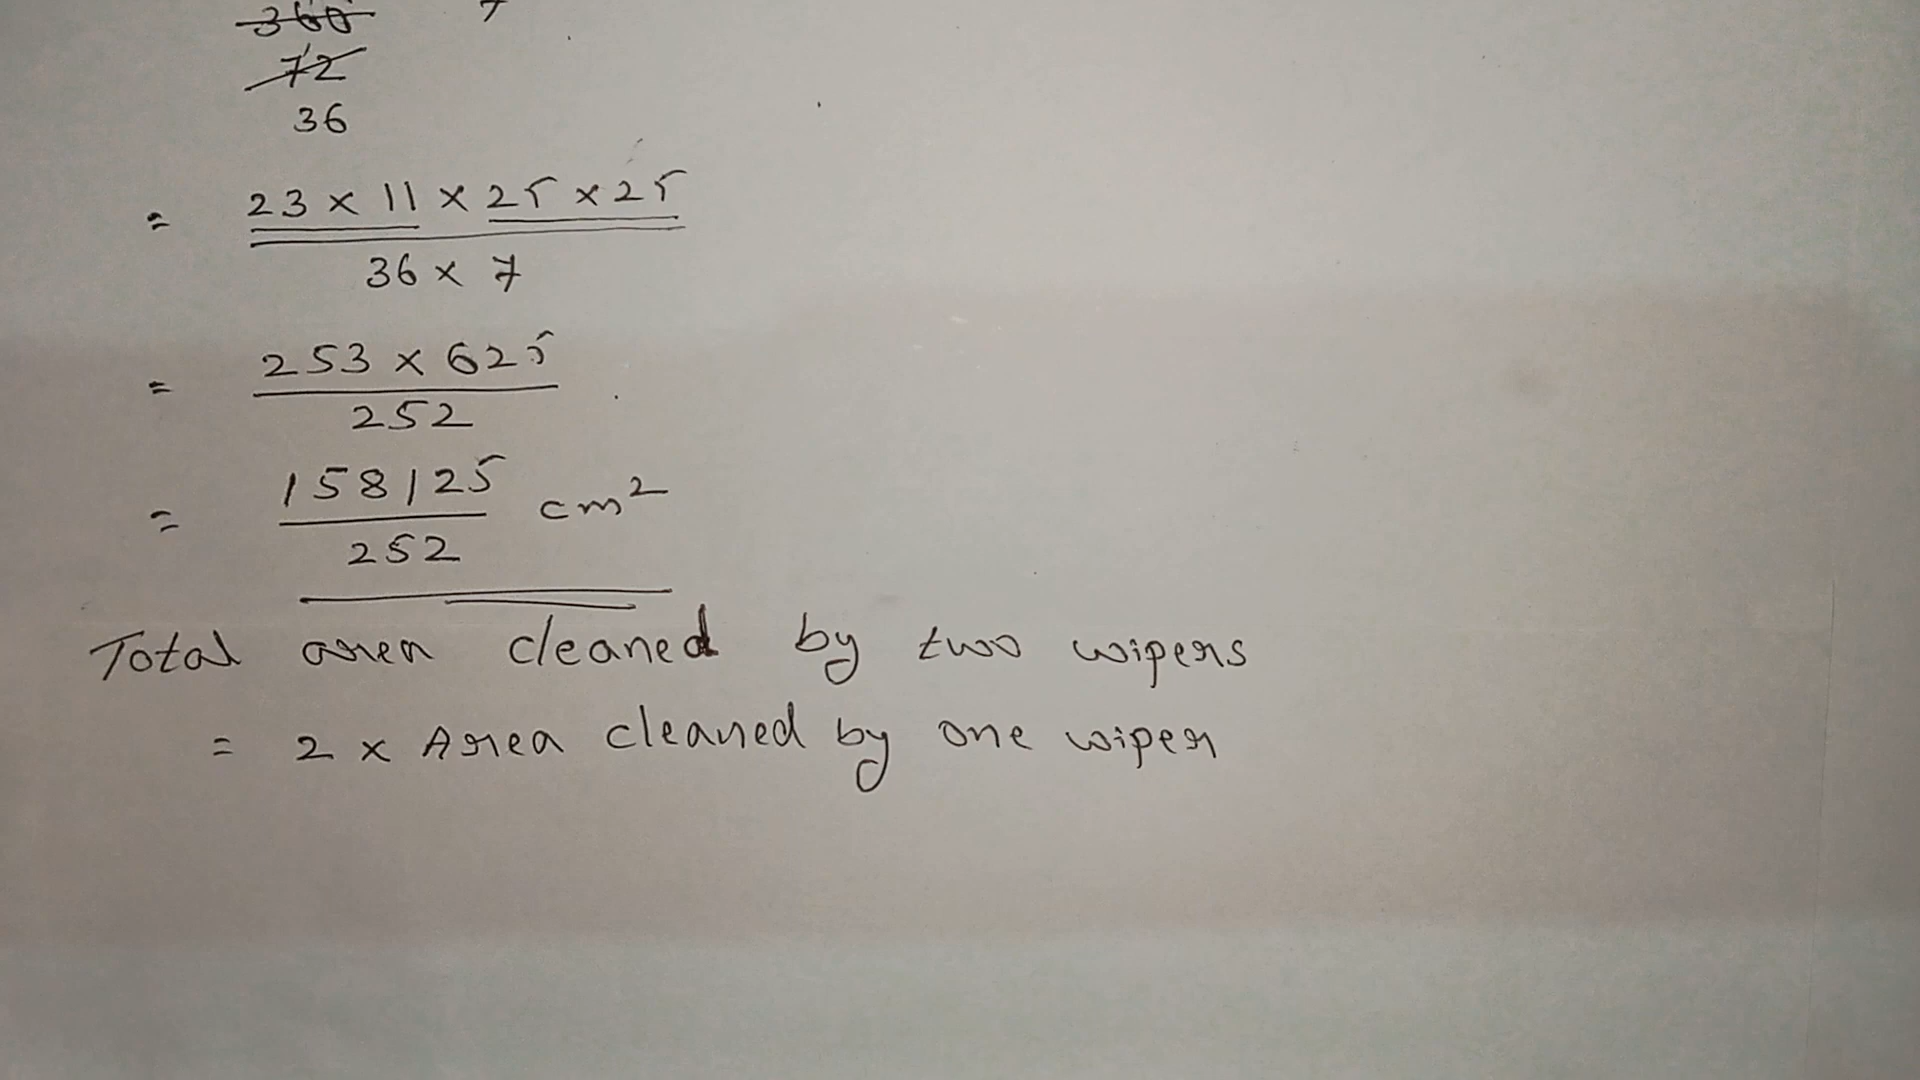 360 7
72
36
= 23 × 11 × 25 × 25
36 × 7
= 253 × 625
252
= 158125 cm²
252
Total area cleaned by two wipers
= 2 × Area cleaned by one wiper